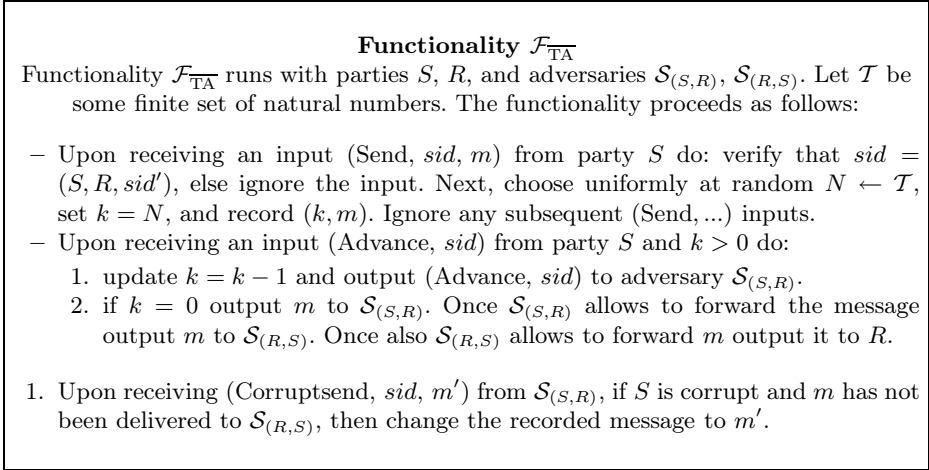 Functionality $\mathcal{F}_{\overline{\mathrm{TA}}}$
Functionality $\mathcal{F}_{\overline{\mathrm{TA}}}$ runs with parties $S$, $R$, and adversaries $\mathcal{S}_{(S,R)}$, $\mathcal{S}_{(R,S)}$. Let $\mathcal{T}$ be
some finite set of natural numbers. The functionality proceeds as follows:
– Upon receiving an input (Send, $sid$, $m$) from party $S$ do: verify that $sid$ =
$(S, R, sid')$, else ignore the input. Next, choose uniformly at random $N \leftarrow \mathcal{T}$,
set $k = N$, and record $(k, m)$. Ignore any subsequent (Send, ...) inputs.
– Upon receiving an input (Advance, $sid$) from party $S$ and $k > 0$ do:
1. update $k = k - 1$ and output (Advance, $sid$) to adversary $\mathcal{S}_{(S,R)}$.
2. if $k = 0$ output $m$ to $\mathcal{S}_{(S,R)}$. Once $\mathcal{S}_{(S,R)}$ allows to forward the message
output $m$ to $\mathcal{S}_{(R,S)}$. Once also $\mathcal{S}_{(R,S)}$ allows to forward $m$ output it to $R$.
1. Upon receiving (Corruptsend, $sid$, $m'$) from $\mathcal{S}_{(S,R)}$, if $S$ is corrupt and $m$ has not
been delivered to $\mathcal{S}_{(R,S)}$, then change the recorded message to $m'$.